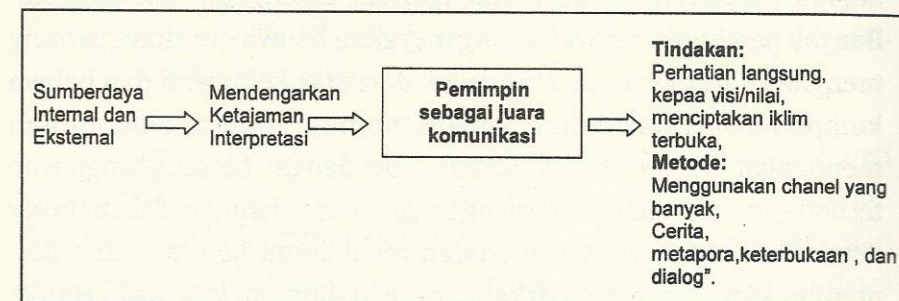 Sumberdaya
Internal dan
Eksternal
Mendengarkan
Ketajaman
Interpretasi
Pemimpin
sebagai juara
komunikasi
Tindakan:
Perhatian langsung,
kepaa visi/nilai,
menciptakan iklim
terbuka,
Metode:
Menggunakan chanel yang
banyak,
Cerita,
metapora,keterbukaan , dan
dialog”.